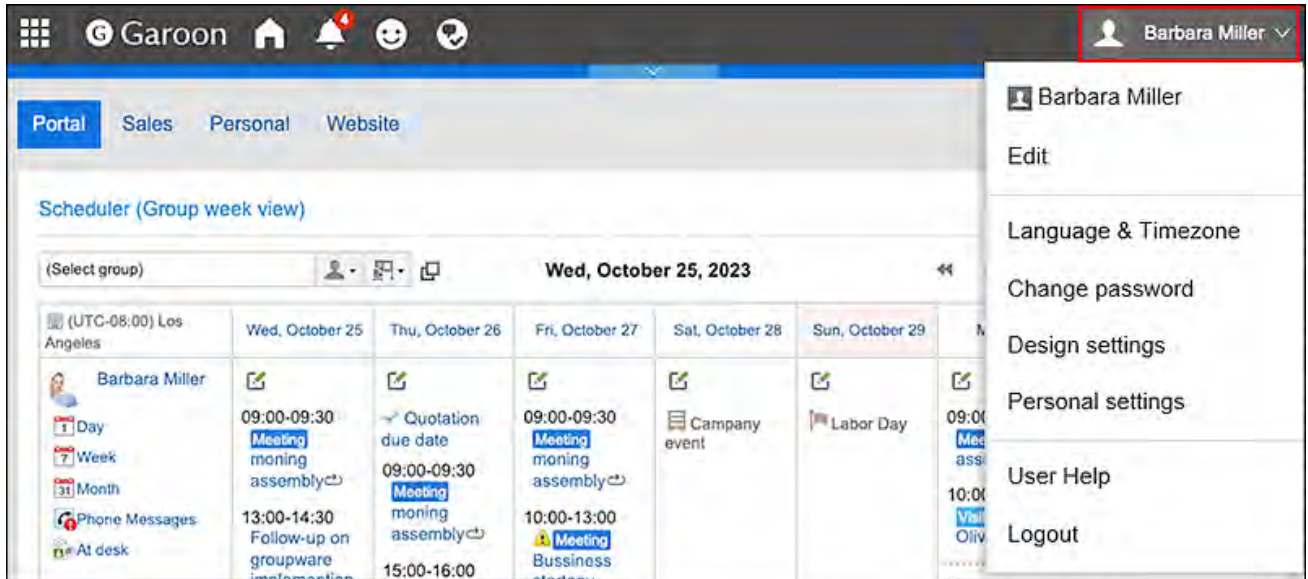 Garoon
4
Barbara Miller
Barbara Miller
Edit
Language & Timezone
Change password
Design settings
Personal settings
User Help
Logout
Portal Sales Personal Website
Scheduler (Group week view)
(Select group)
Wed, October 25, 2023
(UTC-08:00) Los
Angeles
Wed, October 25
Thu, October 26
Fri, October 27
Sat, October 28
Sun, October 29
Barbara Miller
1 Day
7 Week
31 Month
Phone Messages
At desk
09:00-09:30
Meeting
moning
assembly
13:00-14:30
Follow-up on
groupware
Quotation
due date
09:00-09:30
Meeting
moning
assembly
15:00-16:00
09:00-09:30
Meeting
moning
assembly
10:00-13:00
Meeting
Bussiness
Campany
event
Labor Day